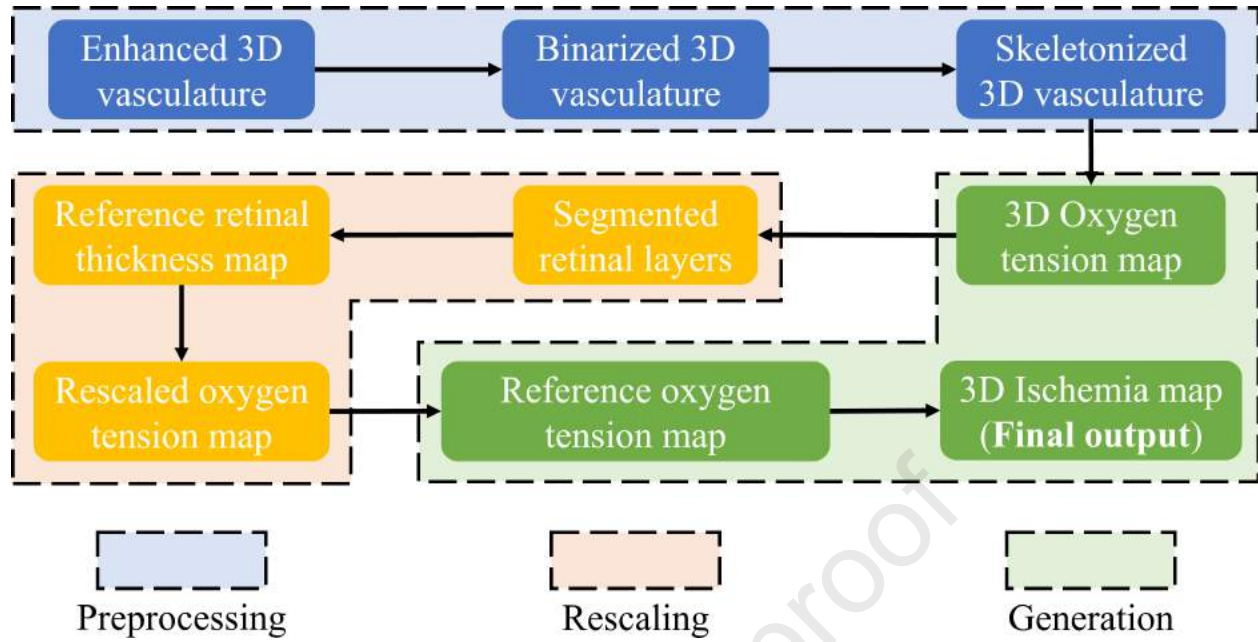 Enhanced 3D
vasculature
Binarized 3D
vasculature
Skeletonized
3D vasculature
Reference retinal
thickness map
Segmented
retinal layers
3D Oxygen
tension map
Rescaled oxygen
tension map
Reference oxygen
tension map
3D Ischemia map
(Final output)
proof
Preprocessing
Rescaling
Generation